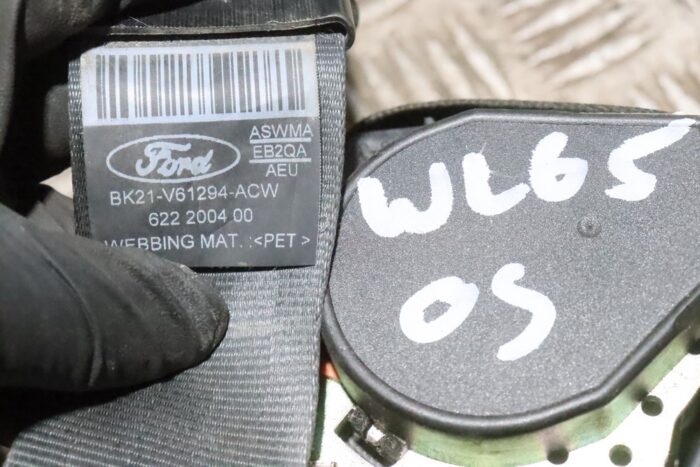 Ford
ASWMA
EB2QA
AEU
BK21-V61294-ACW
622 2004 00
WEBBING MAT. :<PET>
WL65
OS